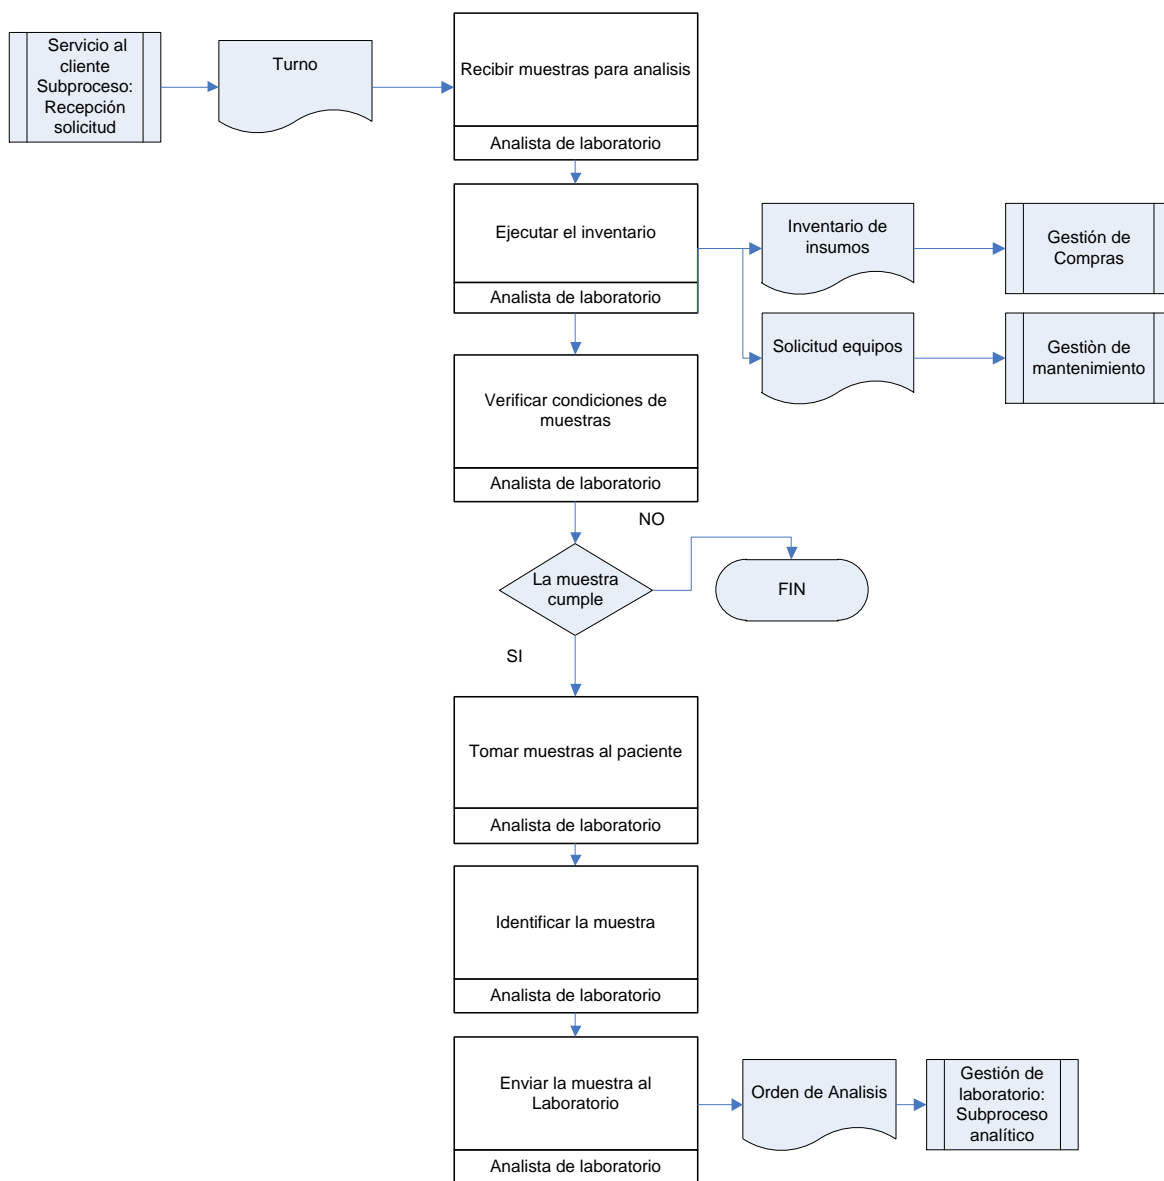 Servicio al
cliente
Subproceso:
Recepción
solicitud
Turno
Recibir muestras para analisis
Analista de laboratorio
Ejecutar el inventario
Analista de laboratorio
Inventario de
insumos
Gestión de
Compras
Solicitud equipos
Gestiòn de
mantenimiento
Verificar condiciones de
muestras
Analista de laboratorio
NO
La muestra
cumple
FIN
SI
Tomar muestras al paciente
Analista de laboratorio
Identificar la muestra
Analista de laboratorio
Enviar la muestra al
Laboratorio
Analista de laboratorio
Orden de Analisis
Gestión de
laboratorio:
Subproceso
analítico